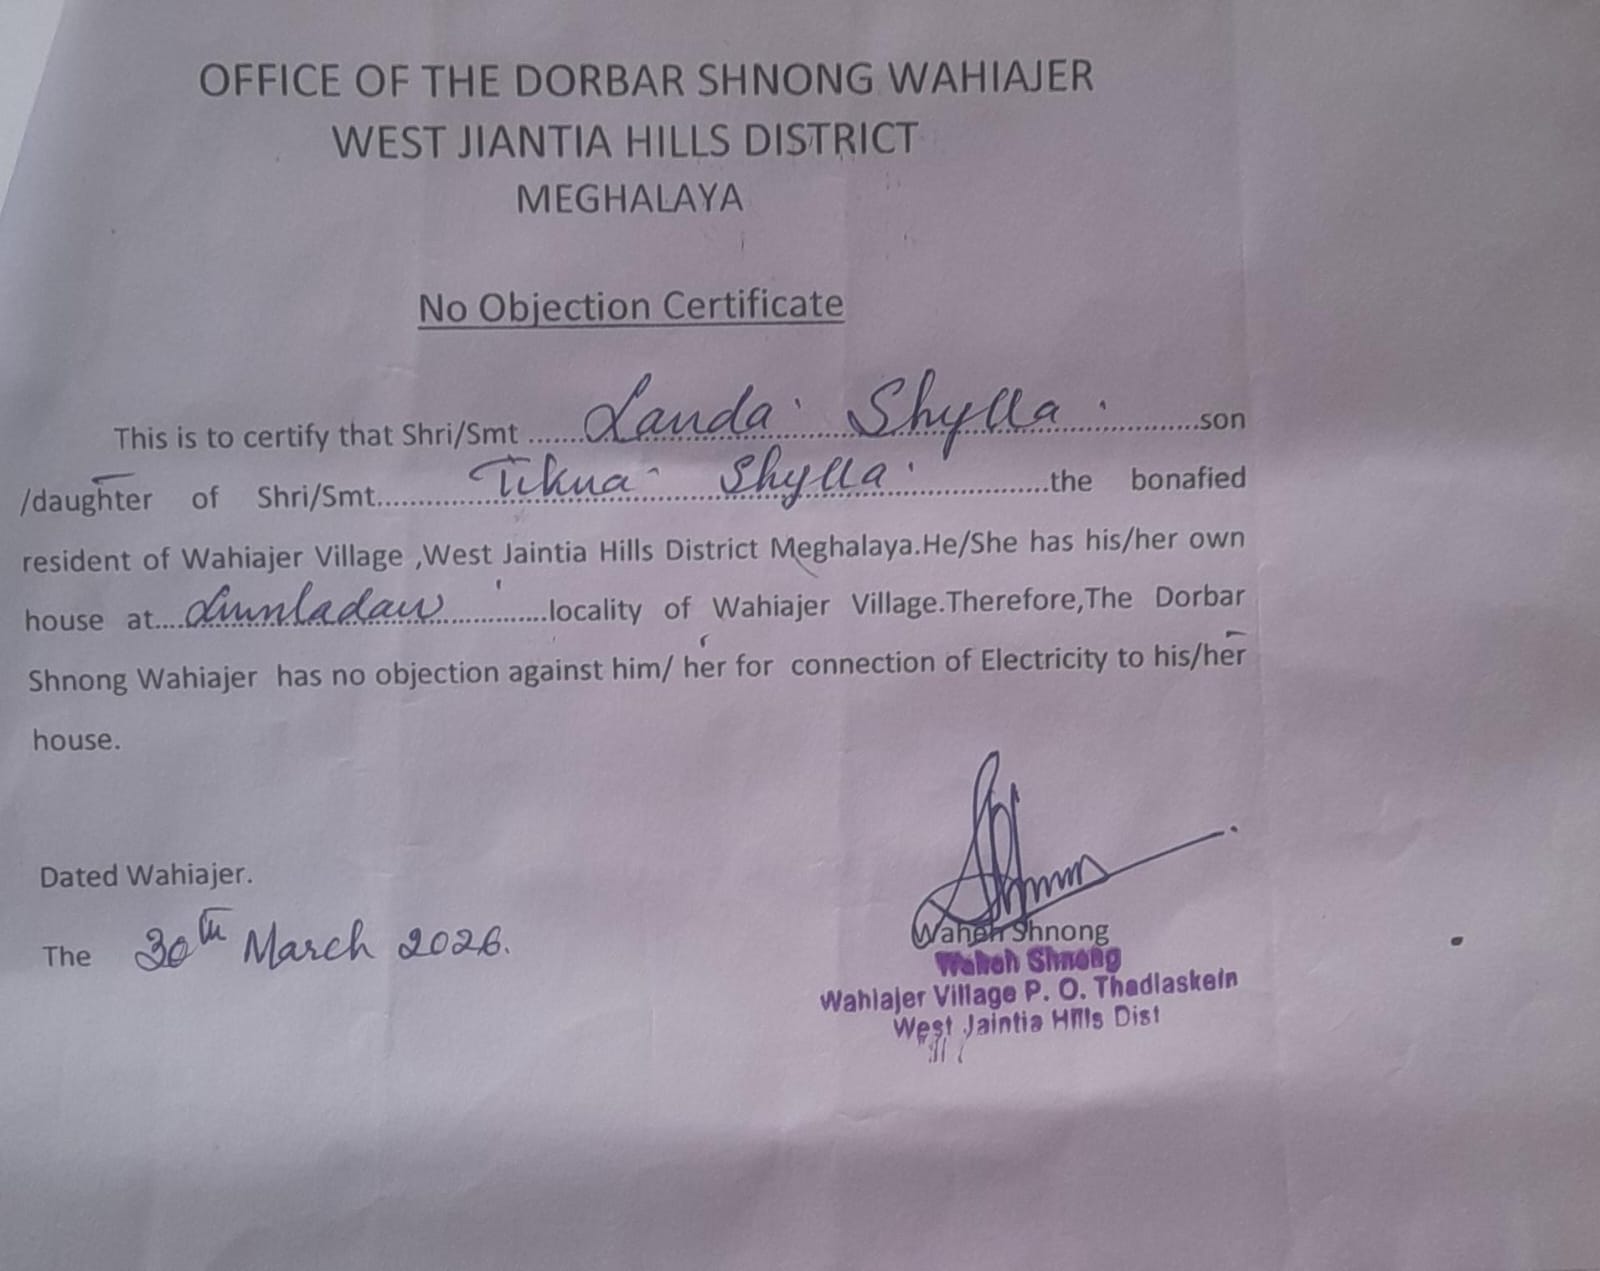 OFFICE OF THE DORBAR SHNONG WAHIAJER
WEST JIANTIA HILLS DISTRICT
MEGHALAYA
No Objection Certificate
This is to certify that Shri/Smt ....... Landa Shylla ..............son
/daughter of Shri/Smt............ Tikna Shylla ..............the bonafied
resident of Wahiajer Village ,West Jaintia Hills District Meghalaya.He/She has his/her own
house at.... Lumladaw ..............locality of Wahiajer Village.Therefore,The Dorbar
Shnong Wahiajer has no objection against him/ her for connection of Electricity to his/her
house.
Dated Wahiajer.
The 30th March 2026.
Waheh Shnong
Waheh Shnong
Wahiajer Village P. O. Thadlaskein
West Jaintia Hills Dist